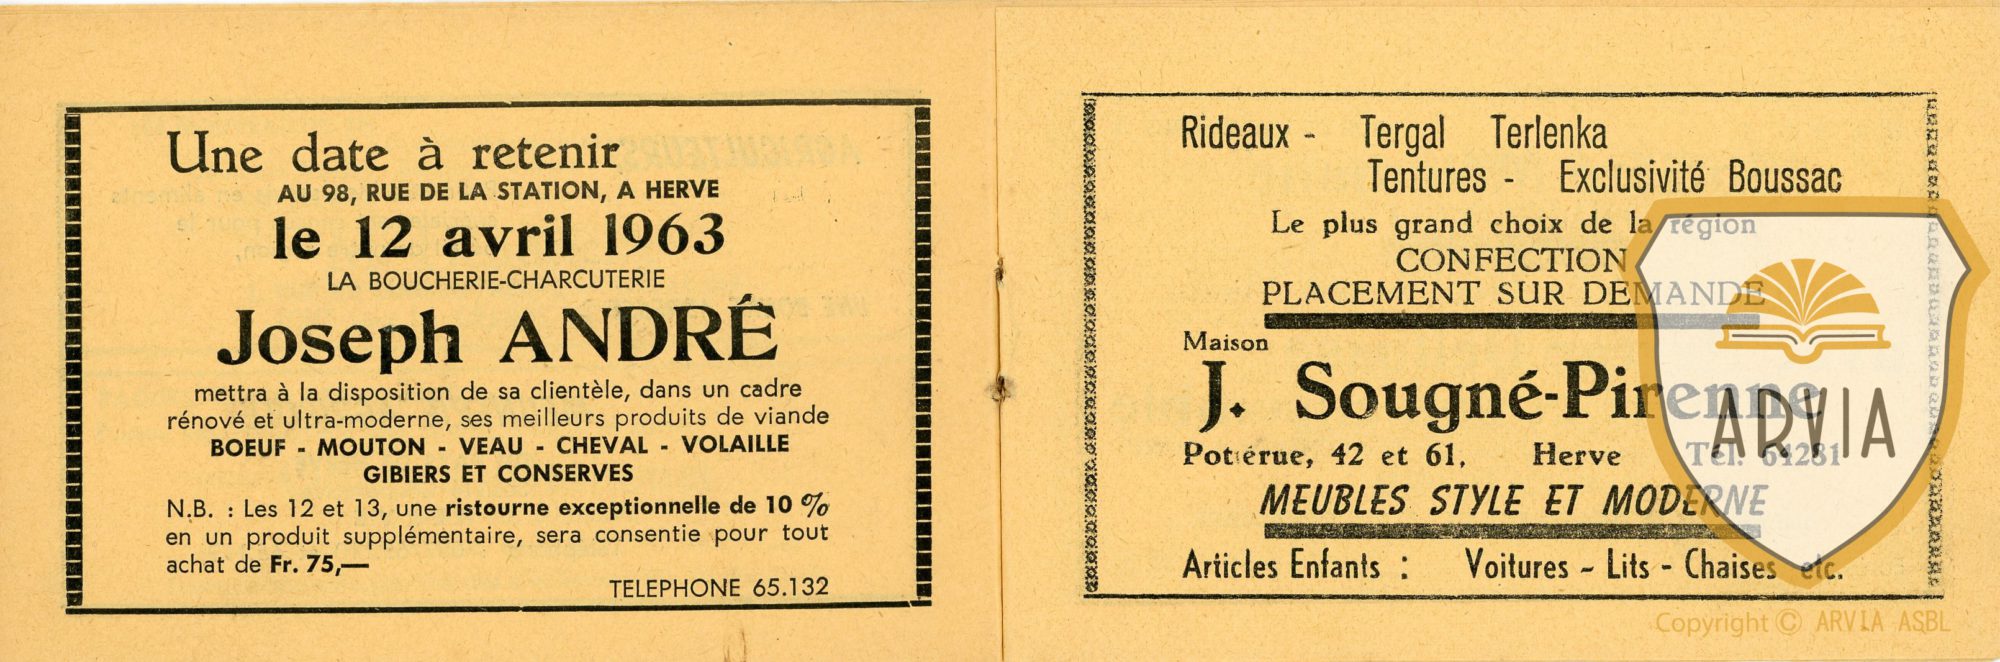 Une date à retenir
AU 98, RUE DE LA STATION, A HERVE
le 12 avril 1963
LA BOUCHERIE-CHARCUTERIE
Joseph ANDRÉ
mettra à la disposition de sa clientèle, dans un cadre
rénové et ultra-moderne, ses meilleurs produits de viande
BOEUF - MOUTON - VEAU - CHEVAL - VOLAILLE
GIBIERS ET CONSERVES
N.B. : Les 12 et 13, une ristourne exceptionnelle de 10 %
en un produit supplémentaire, sera consentie pour tout
achat de Fr. 75,—
TELEPHONE 65.132
Rideaux - Tergal Terlenka
Tentures - Exclusivité Boussac
Le plus grand choix de la région
CONFECTION
PLACEMENT SUR DEMANDE
Maison
J. Sougné-Pirenne
Potiérue, 42 et 61, Herve Tél. 61281
MEUBLES STYLE ET MODERNE
Articles Enfants : Voitures - Lits - Chaises etc.
ARVIA
Copyright © ARVIA ASBL